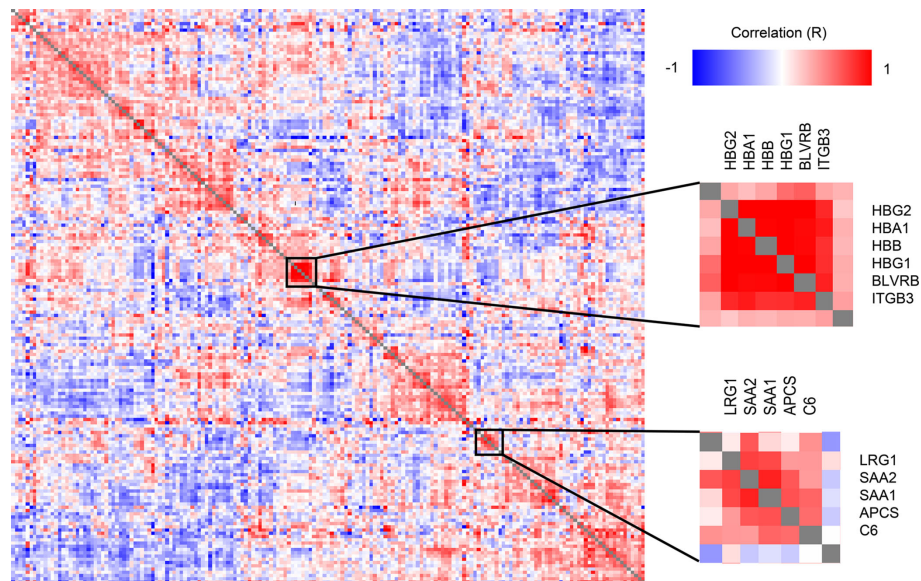 Correlation (R)
-1
1
HBG2
HBA1
HBB
HBG1
BLVRB
ITGB3
HBG2
HBA1
HBB
HBG1
BLVRB
ITGB3
LRG1
SAA2
SAA1
APCS
C6
LRG1
SAA2
SAA1
APCS
C6